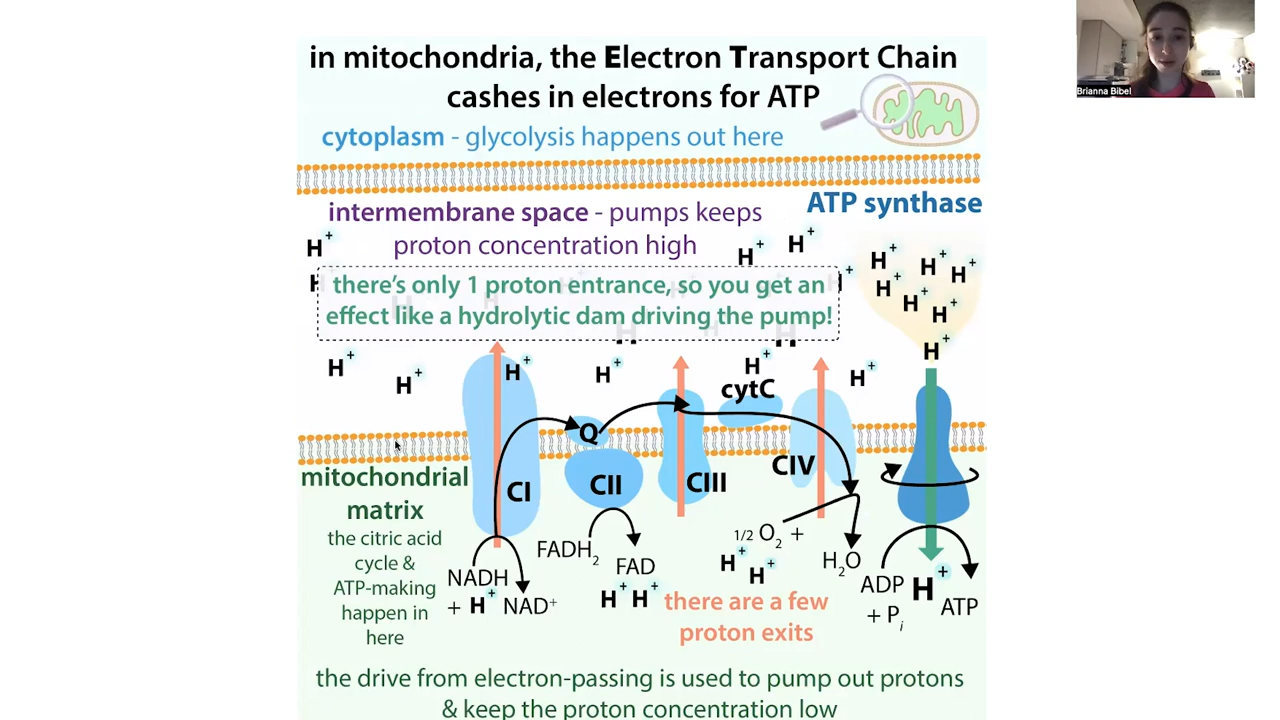 in mitochondria, the Electron Transport Chain
cashes in electrons for ATP
Brianna Bibel
cytoplasm - glycolysis happens out here
intermembrane space - pumps keeps
proton concentration high
ATP synthase
H+
H+
H+
H+
H+
H+
H+
H+
H+
H+
H+
there's only 1 proton entrance, so you get an
effect like a hydrolytic dam driving the pump!
H+
H+
H+
H+
H+
H+
cytC
Q
CI
CII
CIII
CIV
mitochondrial
matrix
the citric acid
cycle &
ATP-making
happen in
here
NADH
+ H+
NAD+
FADH2
FAD
H+ H+
1/2 O2 +
H+
H+
H2O
there are a few
proton exits
ADP
+ Pi
H+
ATP
the drive from electron-passing is used to pump out protons
& keep the proton concentration low